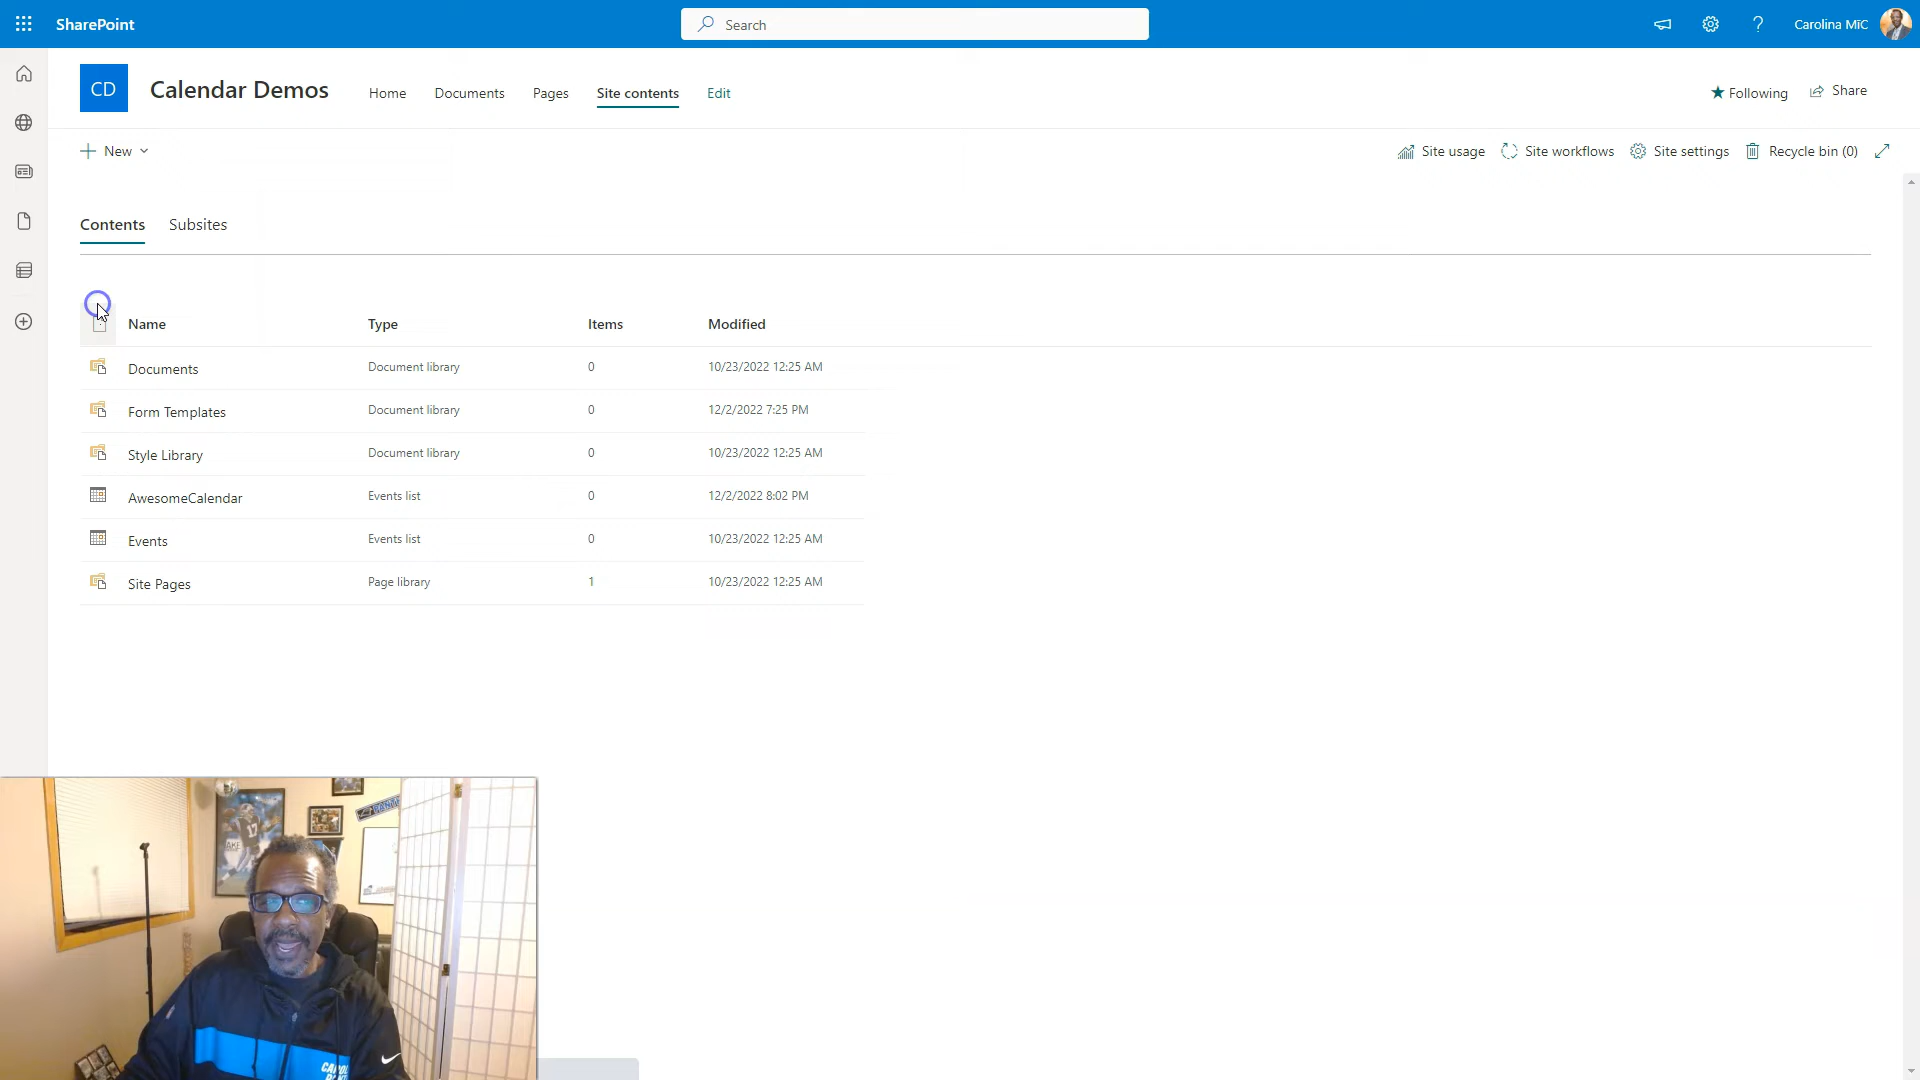 SharePoint
Search
Carolina MiC
CD
Calendar Demos
Home
Documents
Pages
Site contents
Edit
Following
Share
New
Site usage
Site workflows
Site settings
Recycle bin (0)
Contents
Subsites
Name Type Items Modified
Documents Document library 0 10/23/2022 12:25 AM
Form Templates Document library 0 12/2/2022 7:25 PM
Style Library Document library 0 10/23/2022 12:25 AM
AwesomeCalendar Events list 0 12/2/2022 8:02 PM
Events Events list 0 10/23/2022 12:25 AM
Site Pages Page library 1 10/23/2022 12:25 AM
17